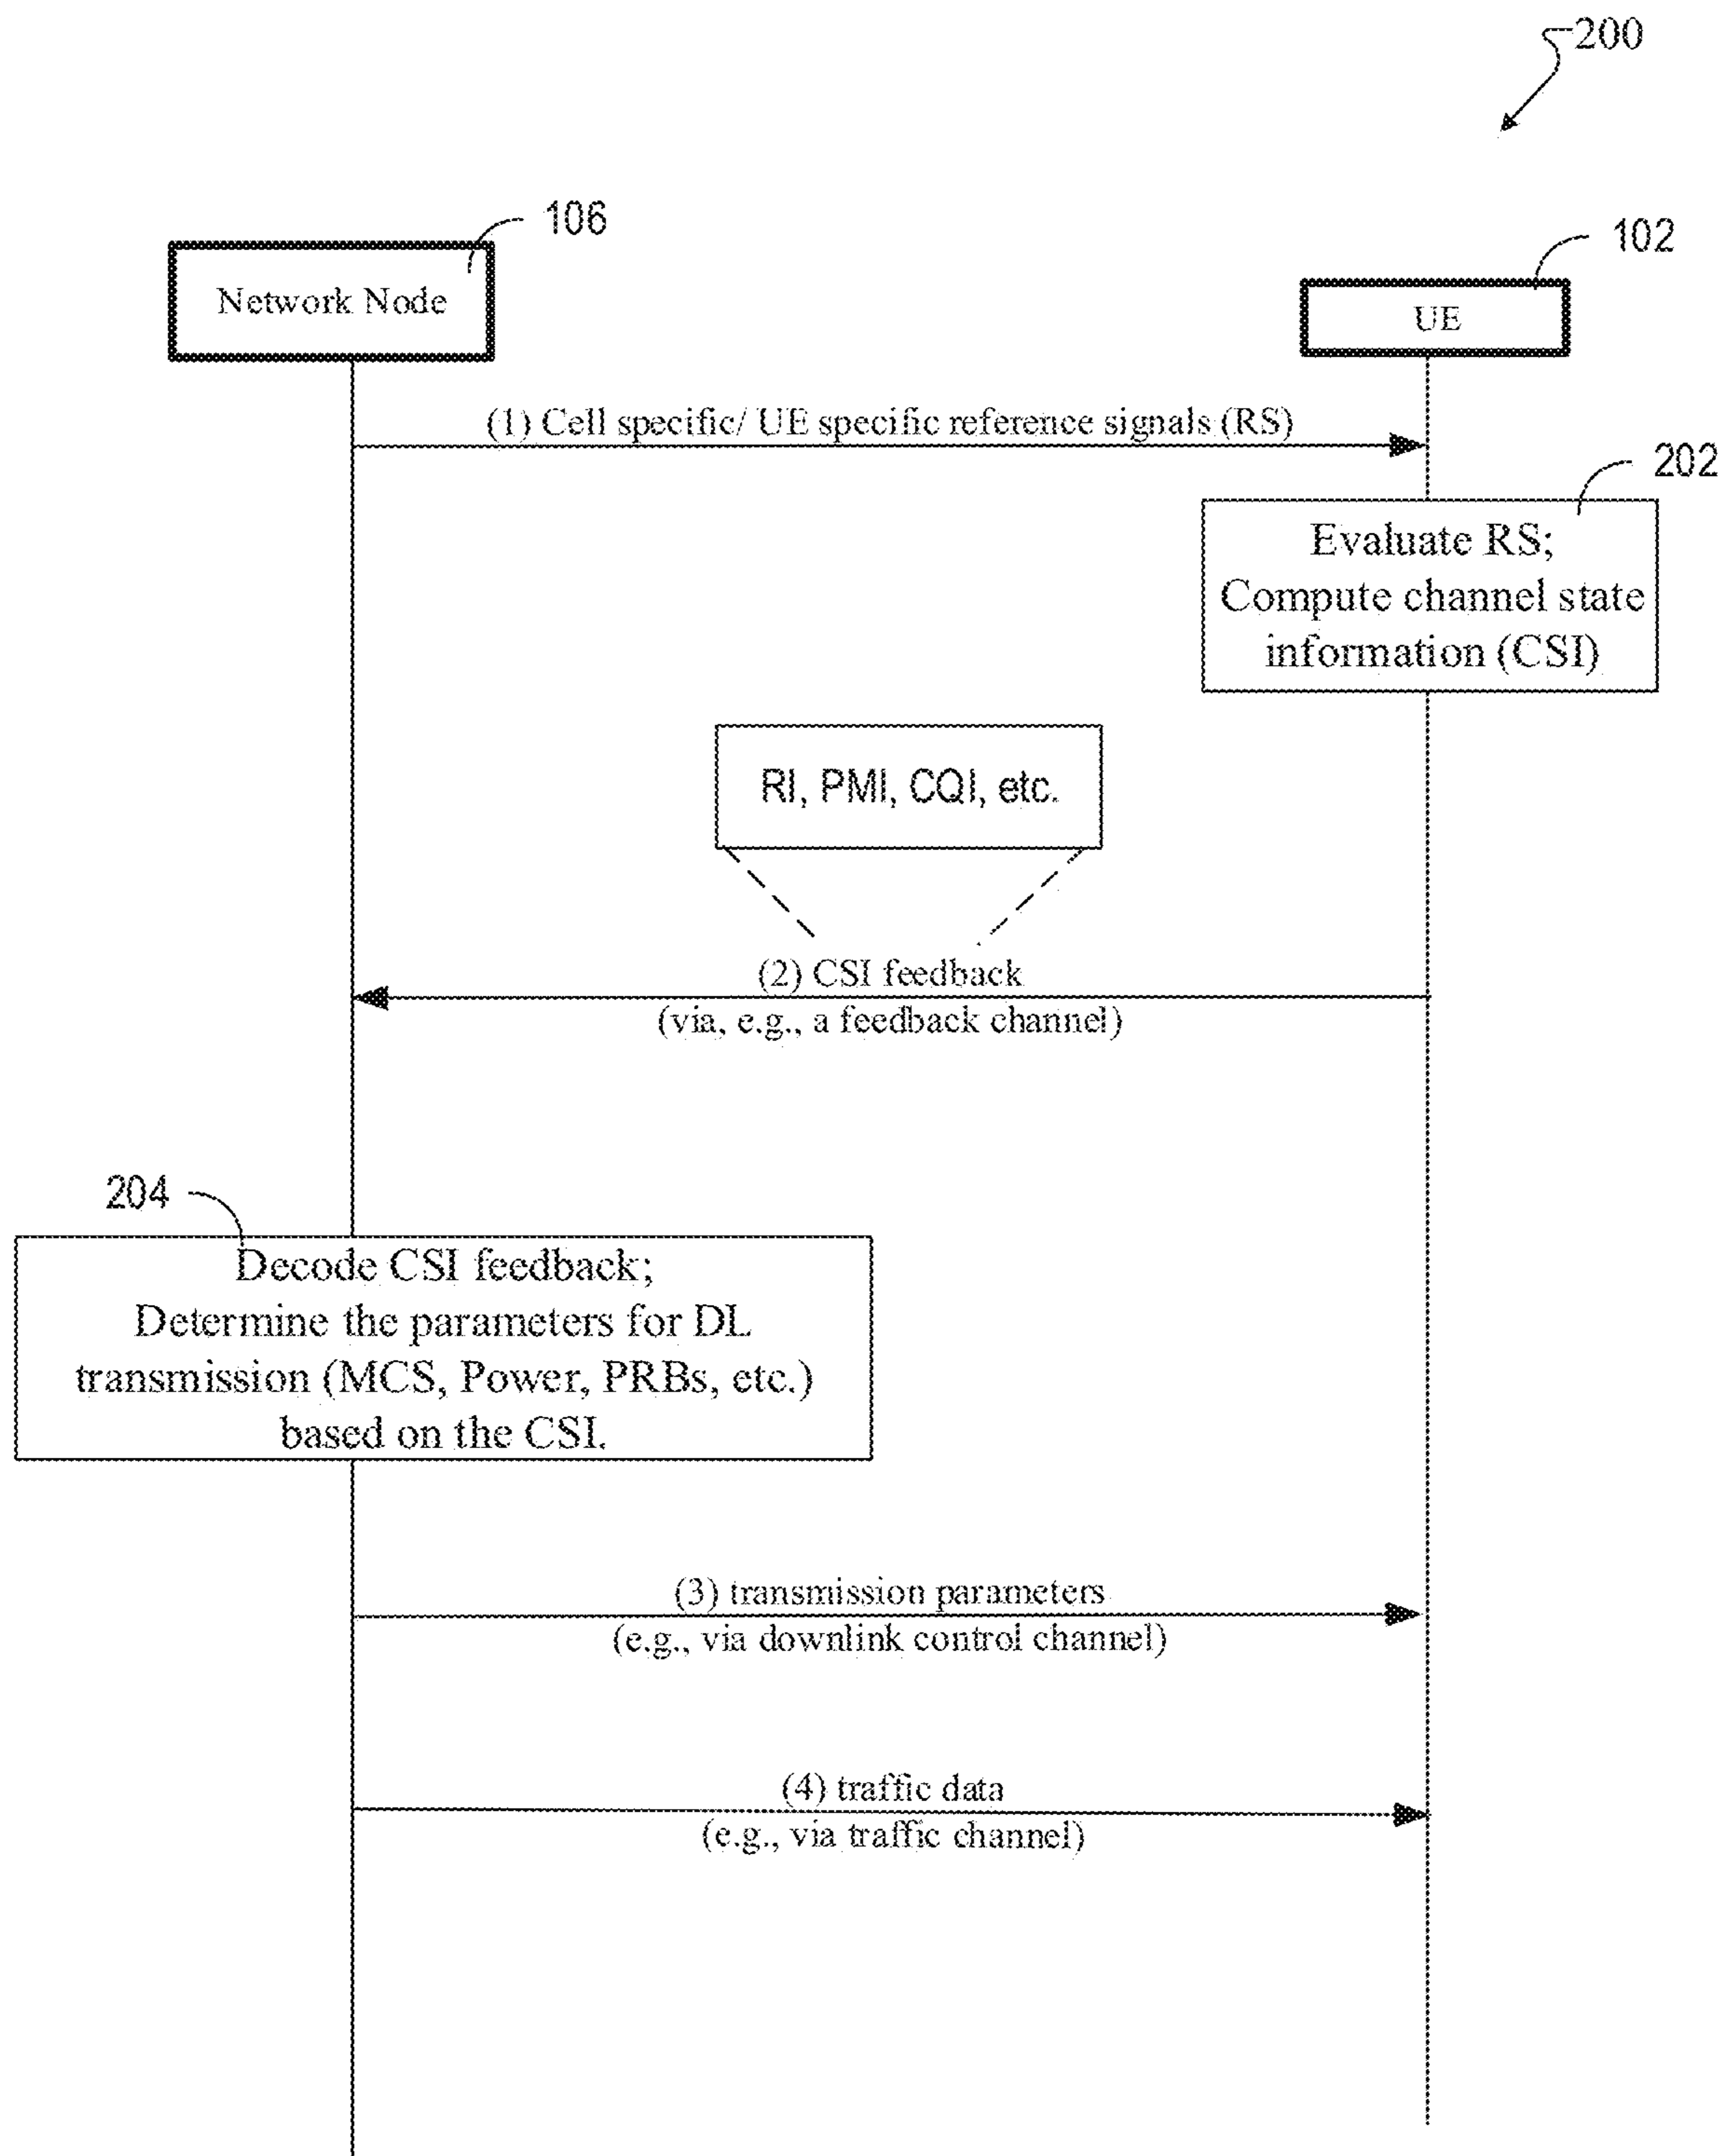 200
106
Network Node
102
UE
(1) Cell specific/ UE specific reference signals (RS)
202
Evaluate RS;
Compute channel state
information (CSI)
RI, PMI, CQI, etc.
(2) CSI feedback
(via, e.g., a feedback channel)
204
Decode CSI feedback;
Determine the parameters for DL
transmission (MCS, Power, PRBs, etc.)
based on the CSI.
(3) transmission parameters
(e.g., via downlink control channel)
(4) traffic data
(e.g., via traffic channel)